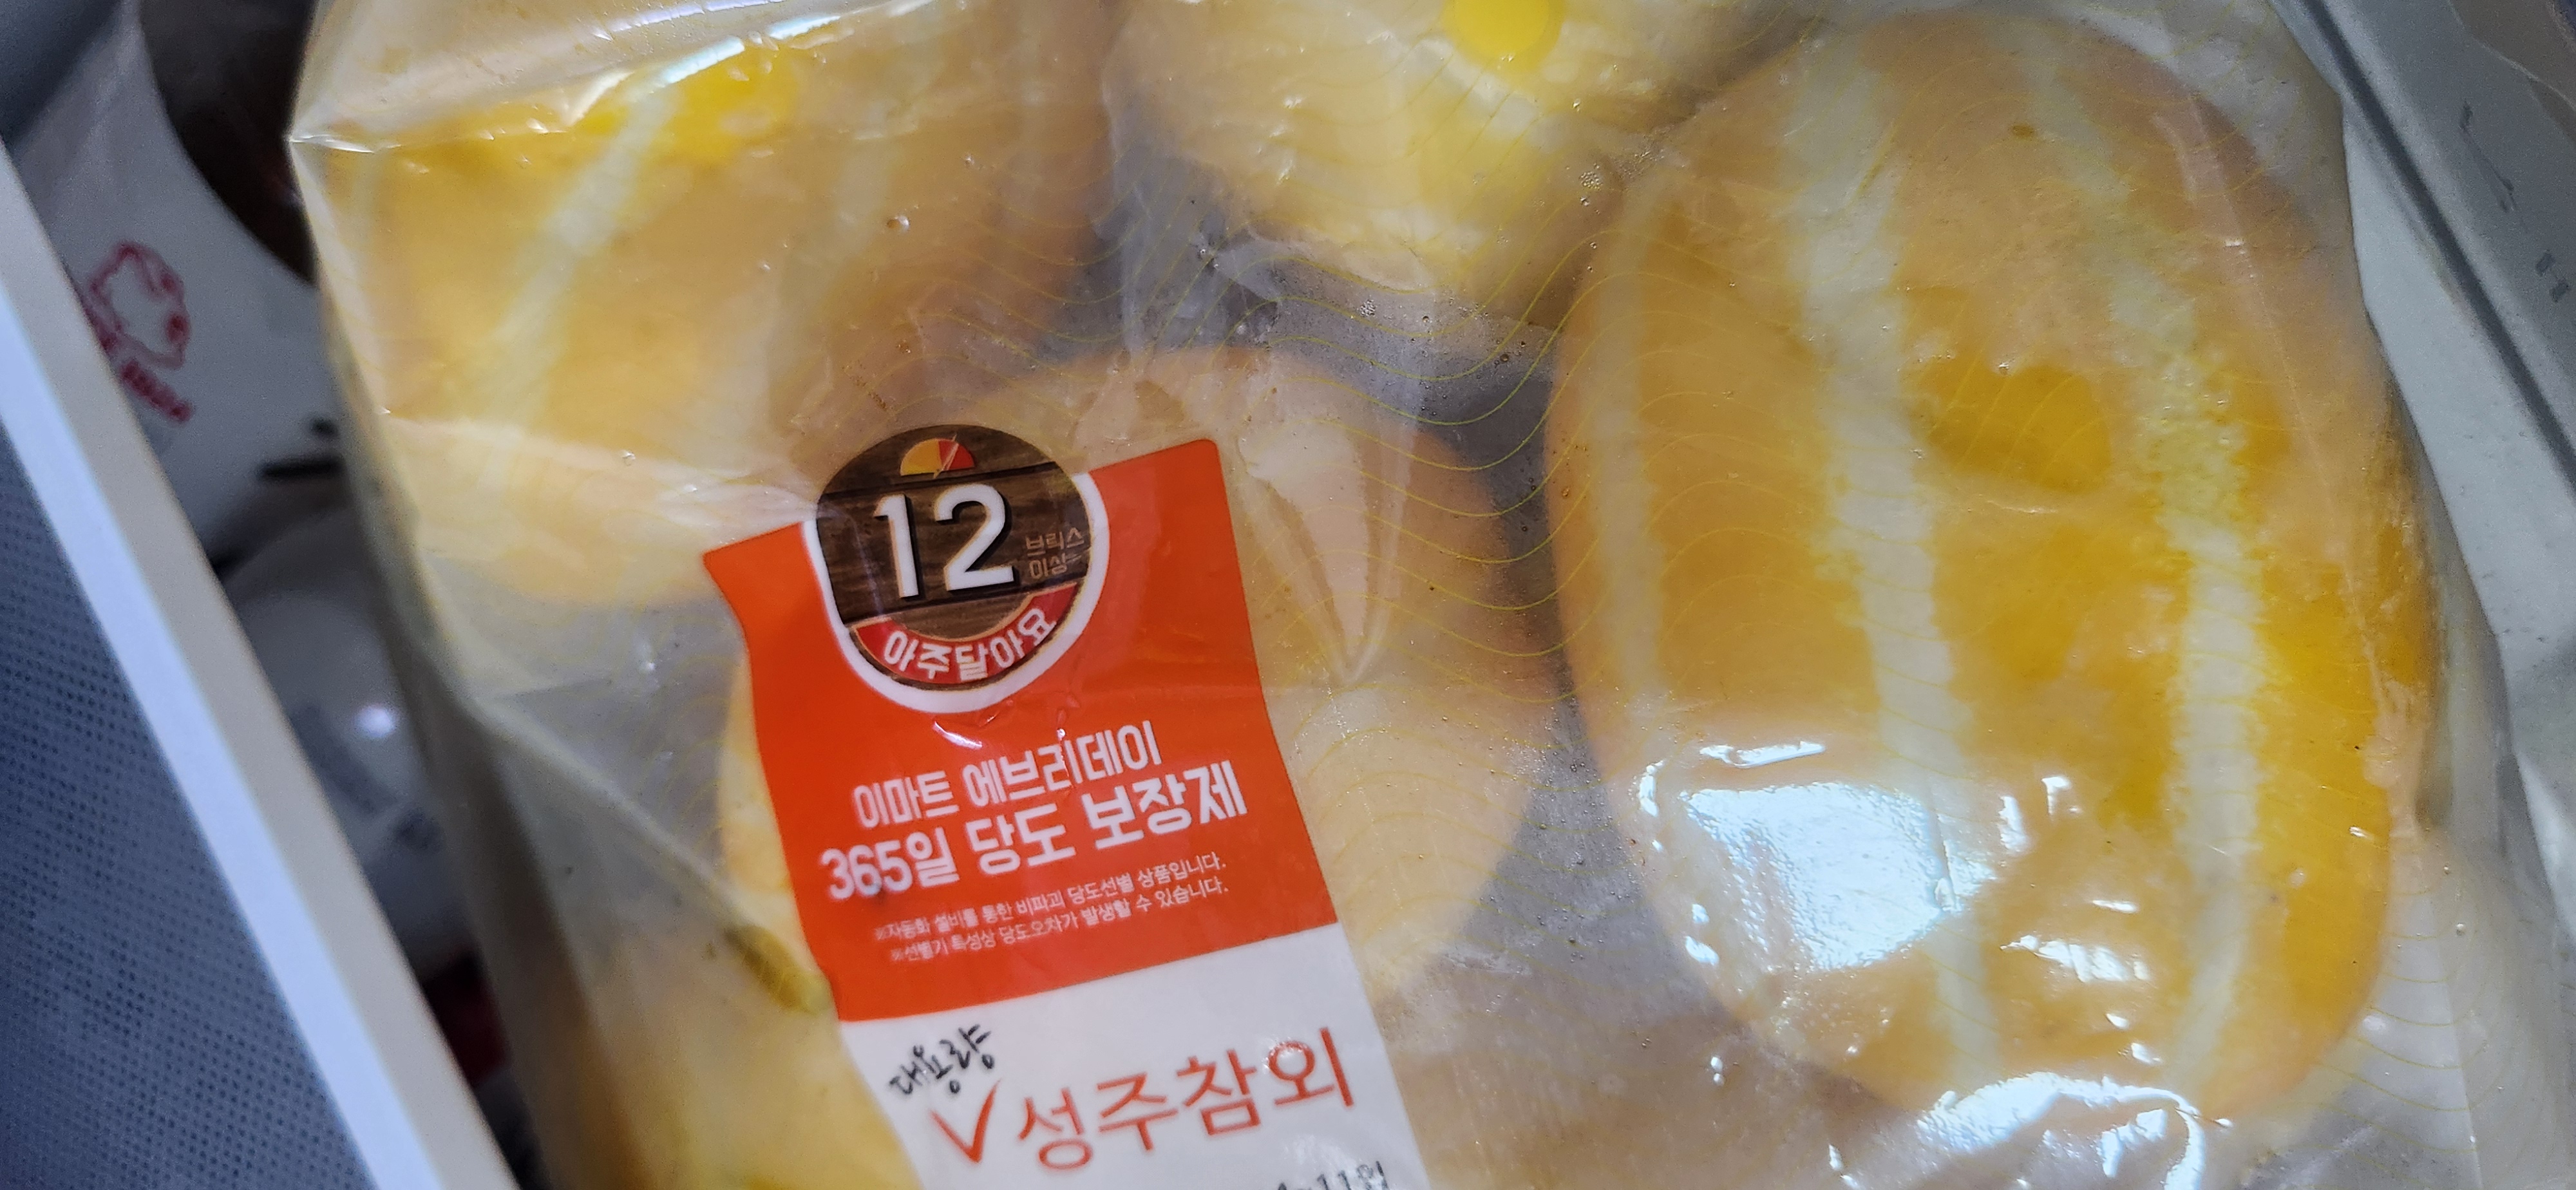 12
브릭스
이상
아주달아요
이마트 에브리데이
365일 당도 보장제
※자동화 설비를 통한 비파괴 당도선별 상품입니다.
※선별기 특성상 당도오차가 발생할 수 있습니다.
대용량
성주참외